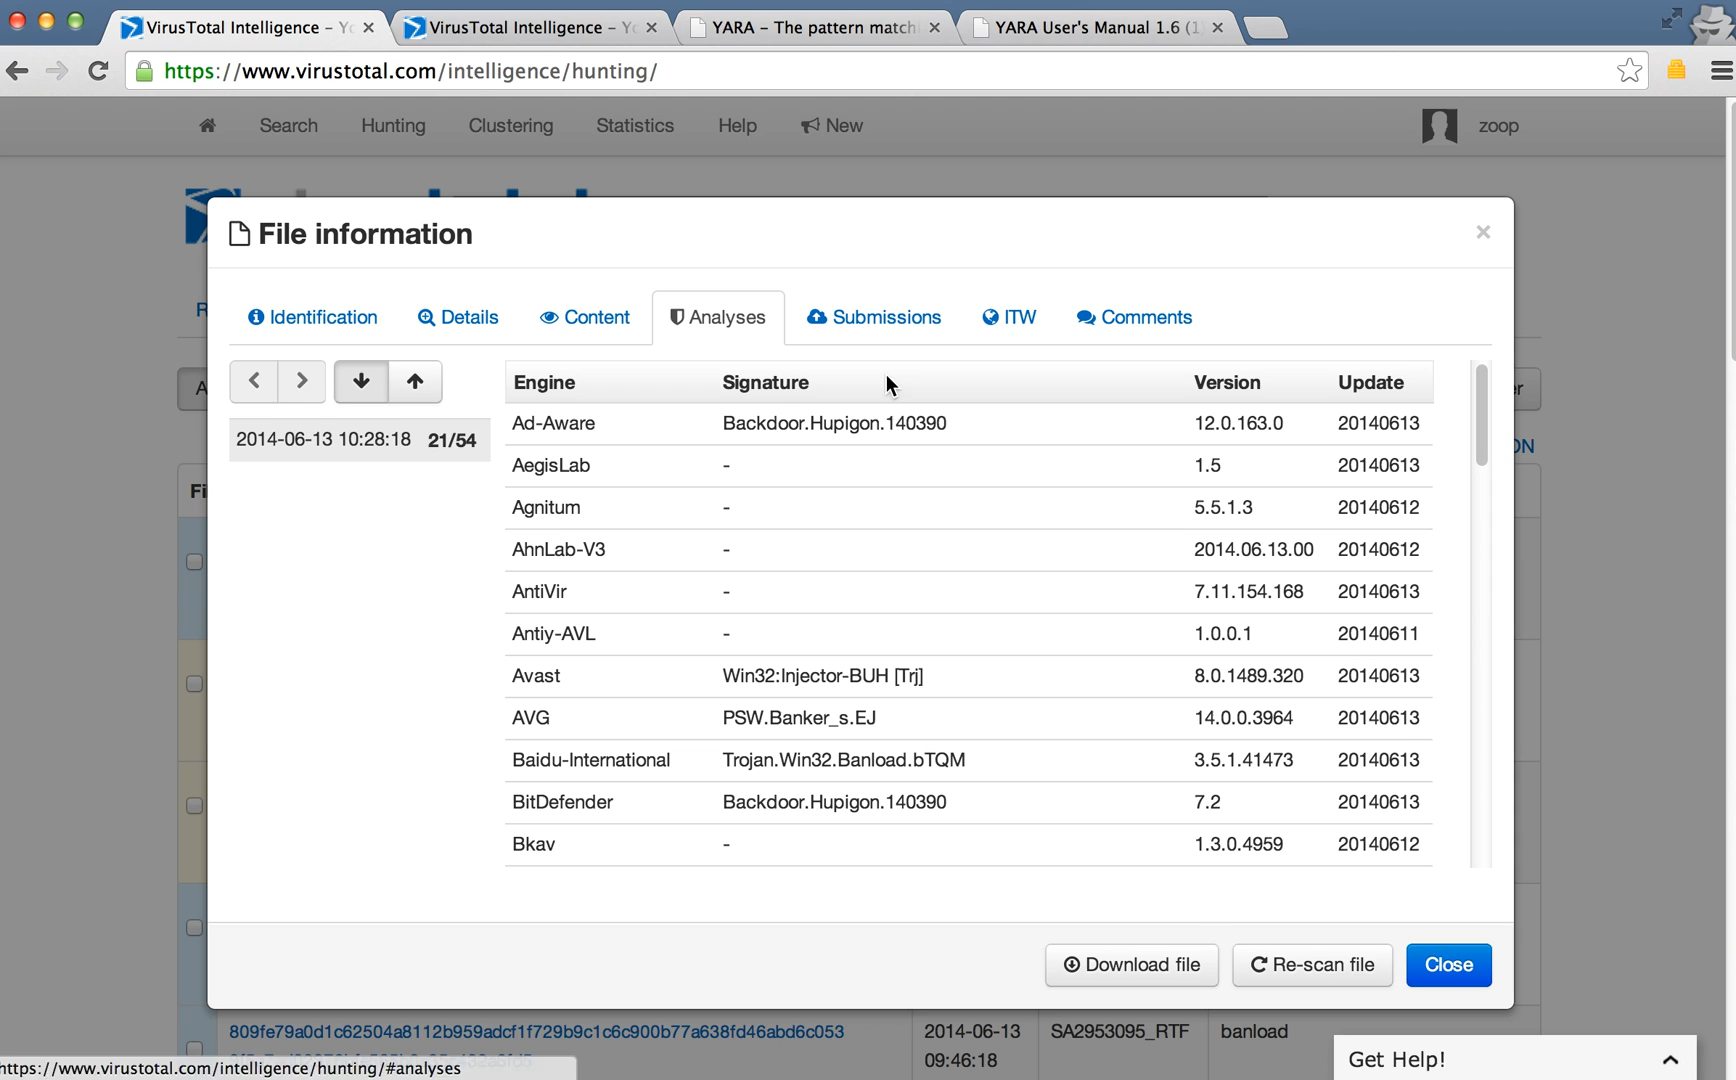 VirusTotal Intelligence – Yo
VirusTotal Intelligence – Yo
YARA – The pattern match
YARA User's Manual 1.6 (1
https://www.virustotal.com/intelligence/hunting/
Search Hunting Clustering Statistics Help New zoop
File information ×
Identification Details Content Analyses Submissions ITW Comments
2014-06-13 10:28:18 21/54
Engine Signature Version Update
Ad-Aware Backdoor.Hupigon.140390 12.0.163.0 20140613
AegisLab - 1.5 20140613
Agnitum - 5.5.1.3 20140612
AhnLab-V3 - 2014.06.13.00 20140612
AntiVir - 7.11.154.168 20140613
Antiy-AVL - 1.0.0.1 20140611
Avast Win32:Injector-BUH [Trj] 8.0.1489.320 20140613
AVG PSW.Banker_s.EJ 14.0.0.3964 20140613
Baidu-International Trojan.Win32.Banload.bTQM 3.5.1.41473 20140613
BitDefender Backdoor.Hupigon.140390 7.2 20140613
Bkav - 1.3.0.4959 20140612
Download file Re-scan file Close
809fe79a0d1c62504a8112b959adcf1f729b9c1c6c900b77a638fd46abd6c053 2014-06-13 SA2953095_RTF banload
09:46:18
Get Help!
https://www.virustotal.com/intelligence/hunting/#analyses